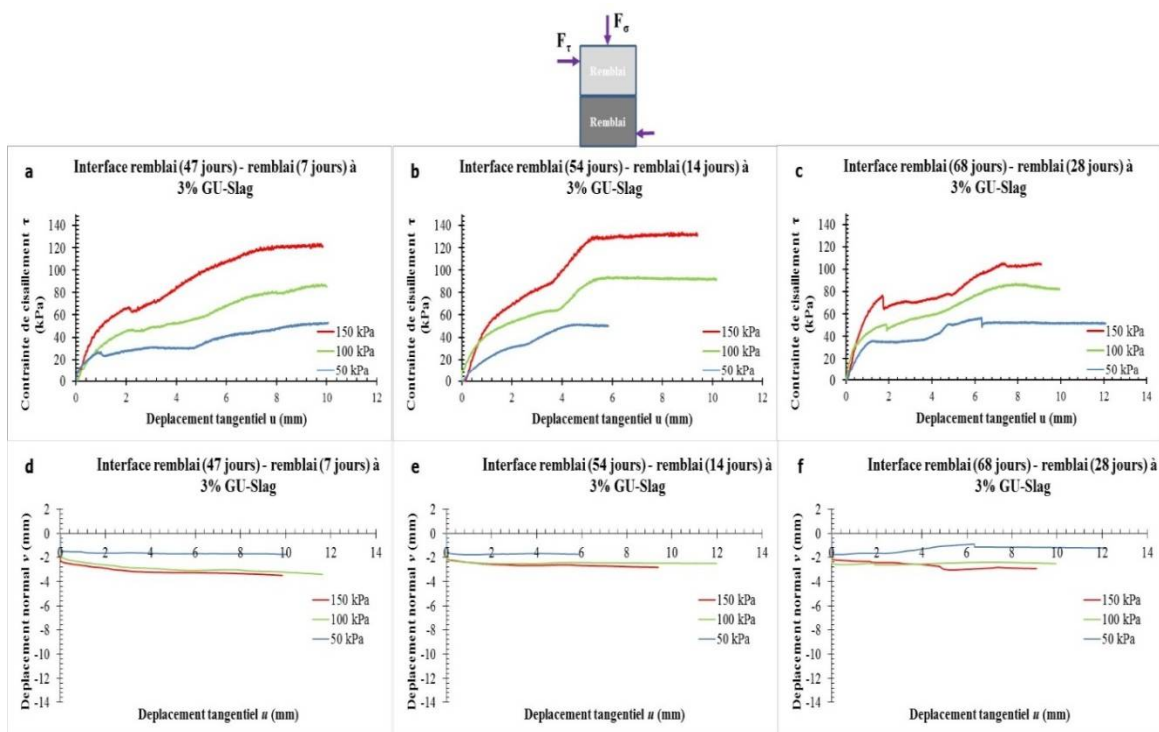 Fσ
Fτ
Remblai
Remblai
a Interface remblai (47 jours) - remblai (7 jours) à
3% GU-Slag
Contrainte de cisaillement τ
(kPa)
140
120
100
80
60
40
20
0
0 2 4 6 8 10 12
150 kPa
100 kPa
50 kPa
Deplacement tangentiel u (mm)
b Interface remblai (54 jours) - remblai (14 jours) à
3% GU-Slag
Contrainte de cisaillement τ
(kPa)
140
120
100
80
60
40
20
0
0 2 4 6 8 10 12
150 kPa
100 kPa
50 kPa
Deplacement tangentiel u (mm)
c Interface remblai (68 jours) - remblai (28 jours) à
3% GU-Slag
Contrainte de cisaillement τ
(kPa)
140
120
100
80
60
40
20
0
0 2 4 6 8 10 12 14
150 kPa
100 kPa
50 kPa
Deplacement tangentiel u (mm)
d Interface remblai (47 jours) - remblai (7 jours) à
3% GU-Slag
Deplacement normal v (mm)
2
0
-2
-4
-6
-8
-10
-12
-14
0 2 4 6 8 10 12 14
150 kPa
100 kPa
50 kPa
Deplacement tangentiel u (mm)
e Interface remblai (54 jours) - remblai (14 jours) à
3% GU-Slag
Deplacement normal v (mm)
2
0
-2
-4
-6
-8
-10
-12
-14
0 2 4 6 8 10 12 14
150 kPa
100 kPa
50 kPa
Deplacement tangentiel u (mm)
f Interface remblai (68 jours) - remblai (28 jours) à
3% GU-Slag
Deplacement normal v (mm)
2
0
-2
-4
-6
-8
-10
-12
-14
0 2 4 6 8 10 12 14
150 kPa
100 kPa
50 kPa
Deplacement tangentiel u (mm)